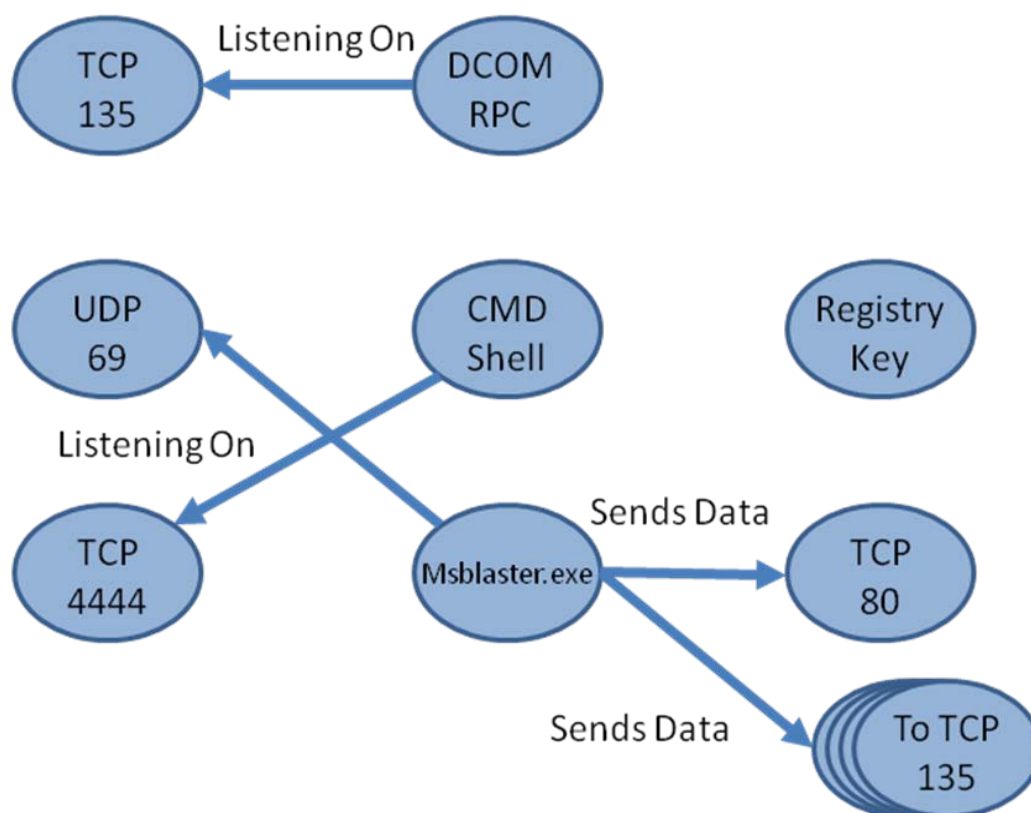 Listening On
TCP
135
DCOM
RPC
UDP
69
CMD
Shell
Registry
Key
Listening On
TCP
4444
Msblaster.exe
Sends Data
TCP
80
Sends Data
To TCP
135